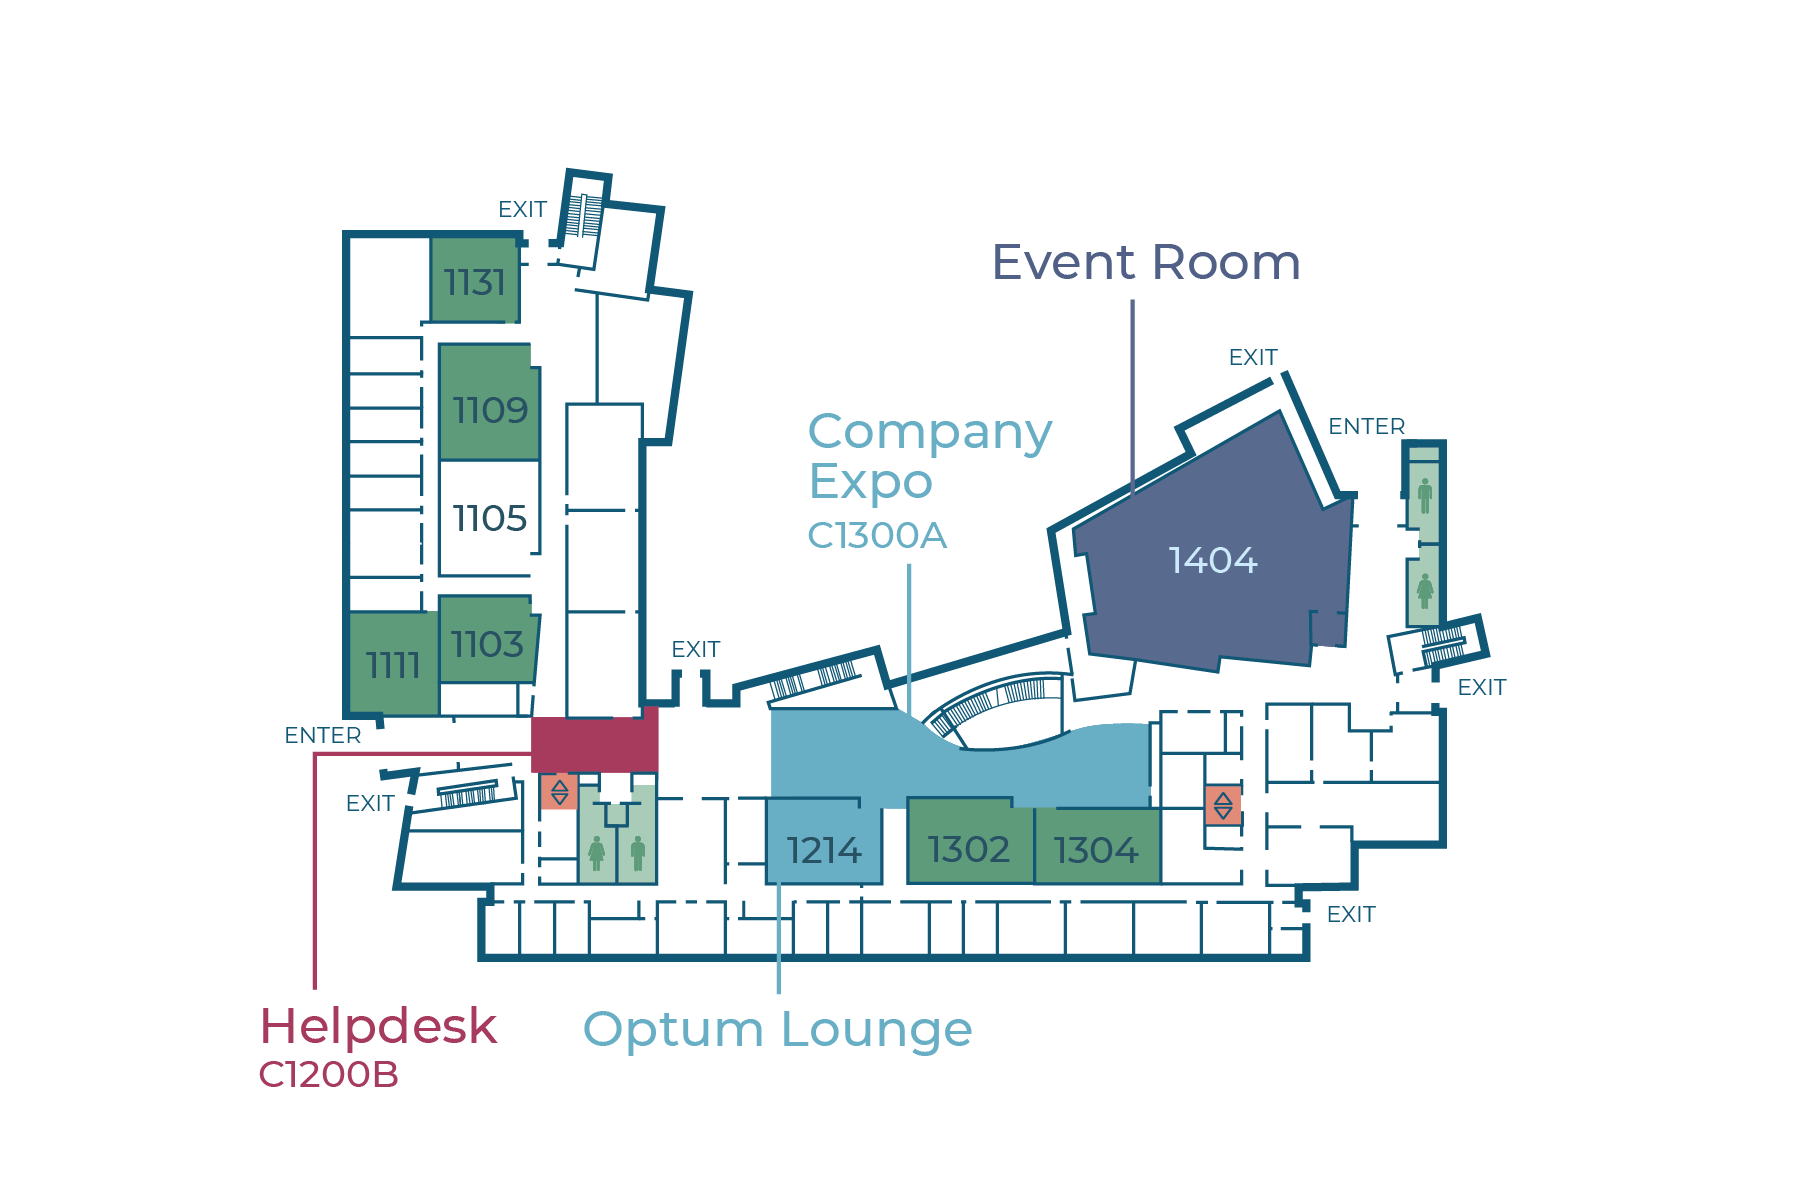 EXIT
Event Room
1131
EXIT
1109
Company
Expo
C1300A
ENTER
1105
1404
1103
1111
EXIT
EXIT
ENTER
EXIT
1214
1302
1304
EXIT
Helpdesk
C1200B
Optum Lounge